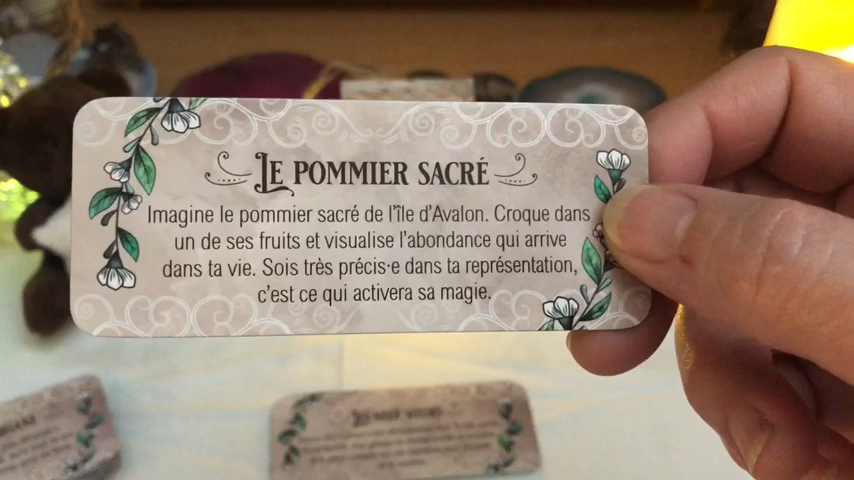 Le pommier sacré
Imagine le pommier sacré de l'île d'Avalon. Croque dans
un de ses fruits et visualise l'abondance qui arrive
dans ta vie. Sois très précis·e dans ta représentation,
c'est ce qui activera sa magie.